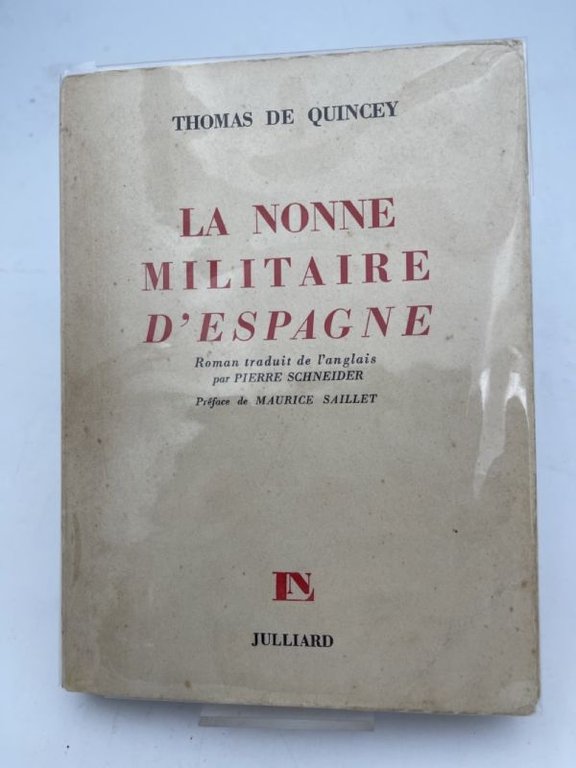 THOMAS DE QUINCEY
LA NONNE
MILITAIRE
D'ESPAGNE
Roman traduit de l'anglais
par PIERRE SCHNEIDER
Préface de MAURICE SAILLET
LN
JULLIARD